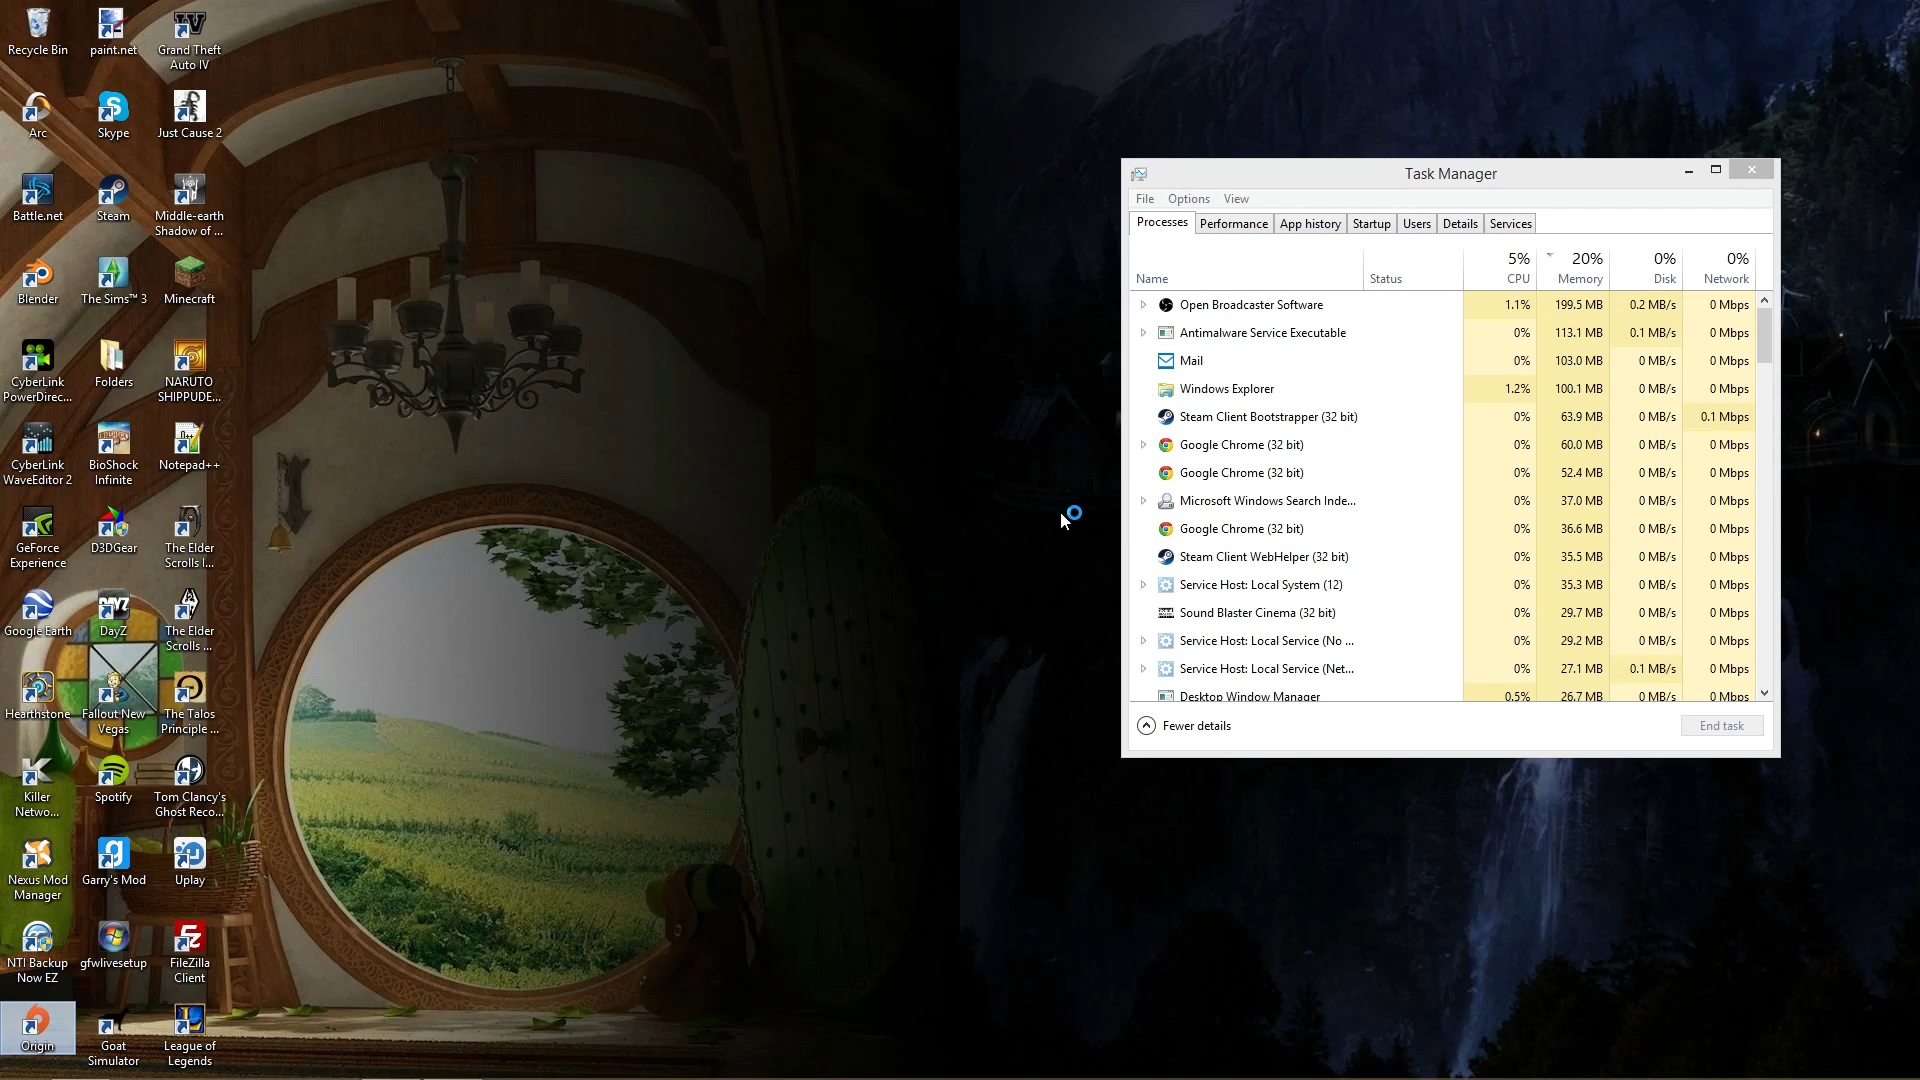 Recycle Bin
paint.net
Grand Theft
Auto IV
Arc
Skype
Just Cause 2
Battle.net
Steam
Middle-earth
Shadow of ...
Blender
The Sims™ 3
Minecraft
CyberLink
PowerDirec...
Folders
NARUTO
SHIPPUDE...
CyberLink
WaveEditor 2
BioShock
Infinite
Notepad++
GeForce
Experience
D3DGear
The Elder
Scrolls I...
Google Earth
DayZ
The Elder
Scrolls ...
Hearthstone
Fallout New
Vegas
The Talos
Principle ...
Killer
Netwo...
Spotify
Tom Clancy's
Ghost Reco...
Nexus Mod
Manager
Garry's Mod
Uplay
NTI Backup
Now EZ
gfwlivesetup
FileZilla
Client
Origin
Goat
Simulator
League of
Legends
Task Manager
File Options View
Processes Performance App history Startup Users Details Services
5% 20% 0% 0%
Name Status CPU Memory Disk Network
Open Broadcaster Software 1.1% 199.5 MB 0.2 MB/s 0 Mbps
Antimalware Service Executable 0% 113.1 MB 0.1 MB/s 0 Mbps
Mail 0% 103.0 MB 0 MB/s 0 Mbps
Windows Explorer 1.2% 100.1 MB 0 MB/s 0 Mbps
Steam Client Bootstrapper (32 bit) 0% 63.9 MB 0 MB/s 0.1 Mbps
Google Chrome (32 bit) 0% 60.0 MB 0 MB/s 0 Mbps
Google Chrome (32 bit) 0% 52.4 MB 0 MB/s 0 Mbps
Microsoft Windows Search Inde... 0% 37.0 MB 0 MB/s 0 Mbps
Google Chrome (32 bit) 0% 36.6 MB 0 MB/s 0 Mbps
Steam Client WebHelper (32 bit) 0% 35.5 MB 0 MB/s 0 Mbps
Service Host: Local System (12) 0% 35.3 MB 0 MB/s 0 Mbps
Sound Blaster Cinema (32 bit) 0% 29.7 MB 0 MB/s 0 Mbps
Service Host: Local Service (No ... 0% 29.2 MB 0 MB/s 0 Mbps
Service Host: Local Service (Net... 0% 27.1 MB 0.1 MB/s 0 Mbps
Desktop Window Manager 0.5% 26.7 MB 0 MB/s 0 Mbps
Fewer details
End task